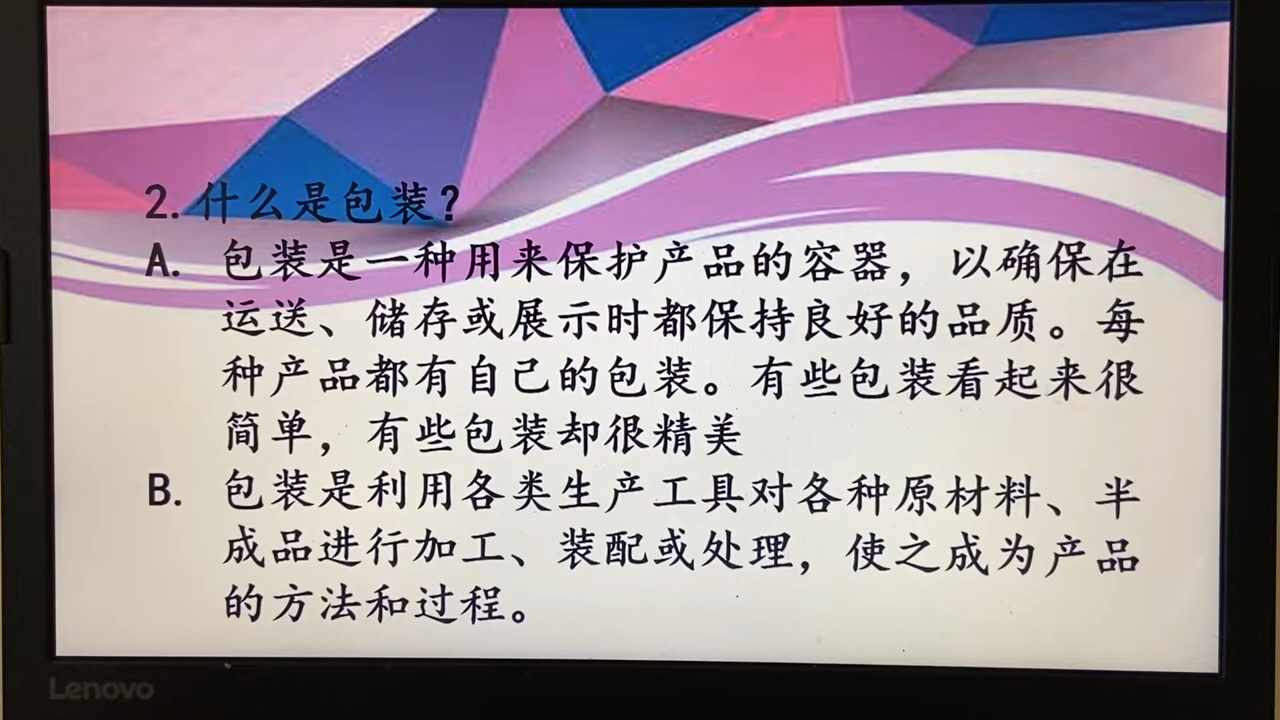 2. 什么是包装？
A. 包装是一种用来保护产品的容器，以确保在
运送、储存或展示时都保持良好的品质。每
种产品都有自己的包装。有些包装看起来很
简单，有些包装却很精美
B. 包装是利用各类生产工具对各种原材料、半
成品进行加工、装配或处理，使之成为产品
的方法和过程。
Lenovo